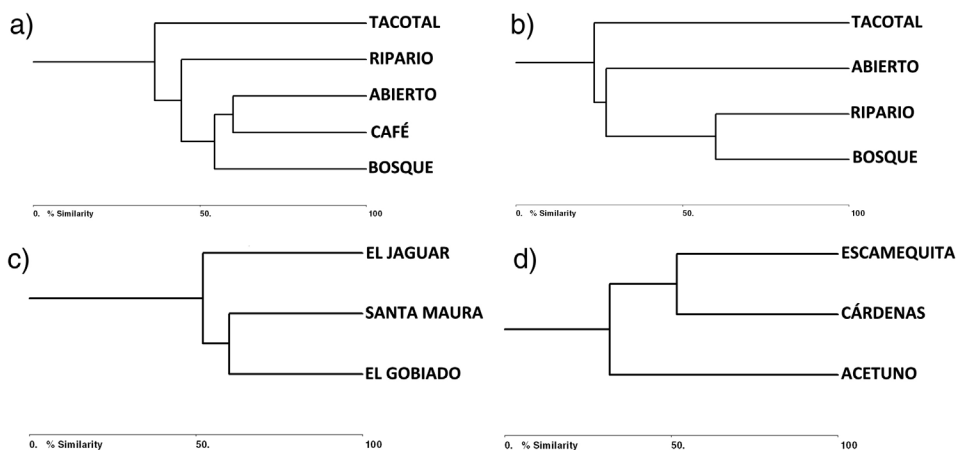 a)
TACOTAL
RIPARIO
ABIERTO
CAFÉ
BOSQUE
0. % Similarity 50. 100
b)
TACOTAL
ABIERTO
RIPARIO
BOSQUE
0. % Similarity 50. 100
c)
EL JAGUAR
SANTA MAURA
EL GOBIADO
0. % Similarity 50. 100
d)
ESCAMEQUITA
CÁRDENAS
ACETUNO
0. % Similarity 50. 100